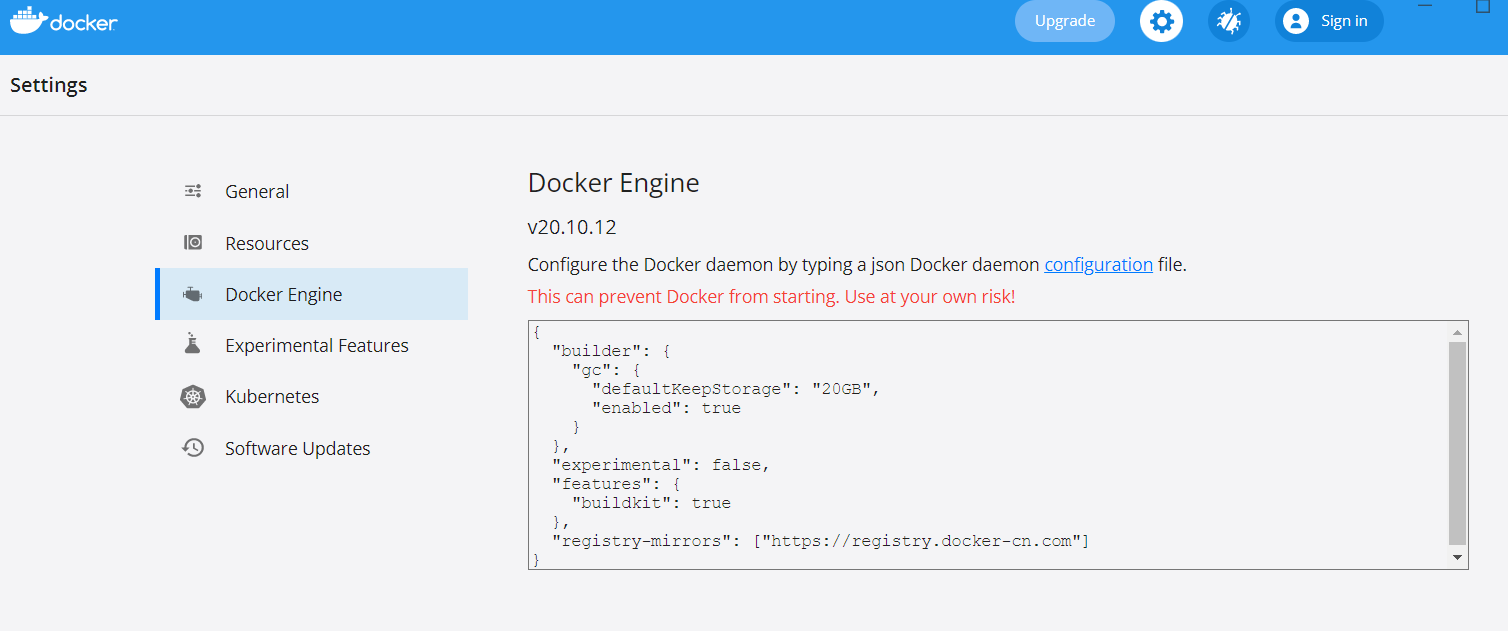 docker
Upgrade
Sign in
Settings
General
Resources
Docker Engine
Experimental Features
Kubernetes
Software Updates
Docker Engine
v20.10.12
Configure the Docker daemon by typing a json Docker daemon configuration file.
This can prevent Docker from starting. Use at your own risk!
{
  "builder": {
    "gc": {
      "defaultKeepStorage": "20GB",
      "enabled": true
    }
  },
  "experimental": false,
  "features": {
    "buildkit": true
  },
  "registry-mirrors": ["https://registry.docker-cn.com"]
}